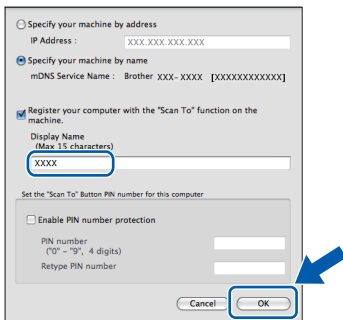 Specify your machine by address
IP Address : XXX.XXX.XXX.XXX
Specify your machine by name
mDNS Service Name : Brother XXX-XXXX [XXXXXXXXXXXX]
Register your computer with the "Scan To" function on the
machine.
Display Name
(Max 15 characters)
XXXX
Set the "Scan To" Button PIN number for this computer
Enable PIN number protection
PIN number
("0" – "9", 4 digits)
Retype PIN number
Cancel OK